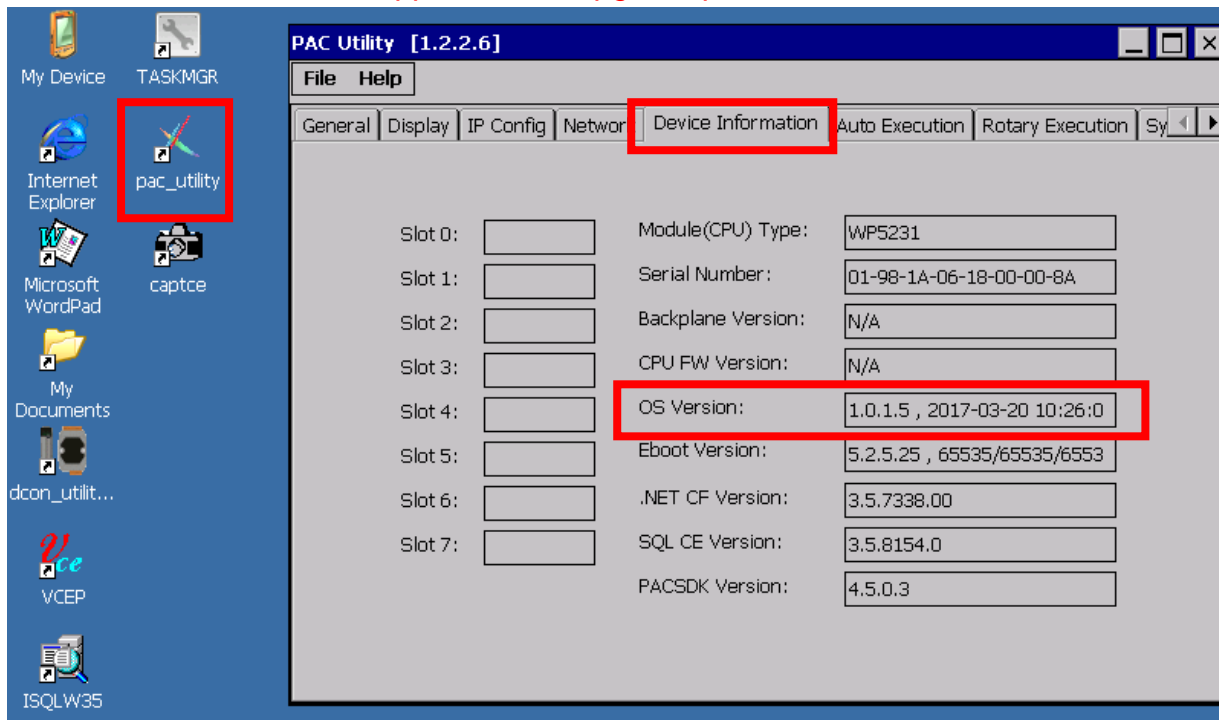 My Device
TASKMGR
Internet
Explorer
pac_utility
Microsoft
WordPad
captce
My
Documents
dcon_utilit...
VCEP
ISQLW35
PAC Utility [1.2.2.6]
File Help
General Display IP Config Networ Device Information Auto Execution Rotary Execution Sy
Slot 0:
Slot 1:
Slot 2:
Slot 3:
Slot 4:
Slot 5:
Slot 6:
Slot 7:
Module(CPU) Type: WP5231
Serial Number: 01-98-1A-06-18-00-00-8A
Backplane Version: N/A
CPU FW Version: N/A
OS Version: 1.0.1.5 , 2017-03-20 10:26:0
Eboot Version: 5.2.5.25 , 65535/65535/6553
.NET CF Version: 3.5.7338.00
SQL CE Version: 3.5.8154.0
PACSDK Version: 4.5.0.3